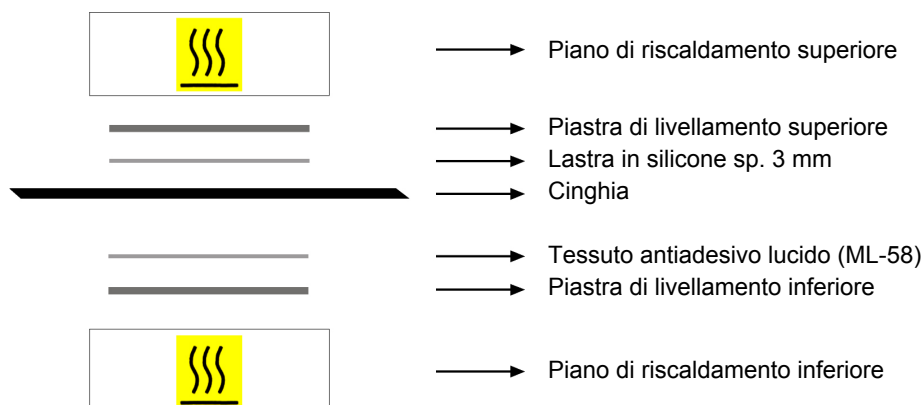 Piano di riscaldamento superiore
Piastra di livellamento superiore
Lastra in silicone sp. 3 mm
Cinghia
Tessuto antiadesivo lucido (ML-58)
Piastra di livellamento inferiore
Piano di riscaldamento inferiore